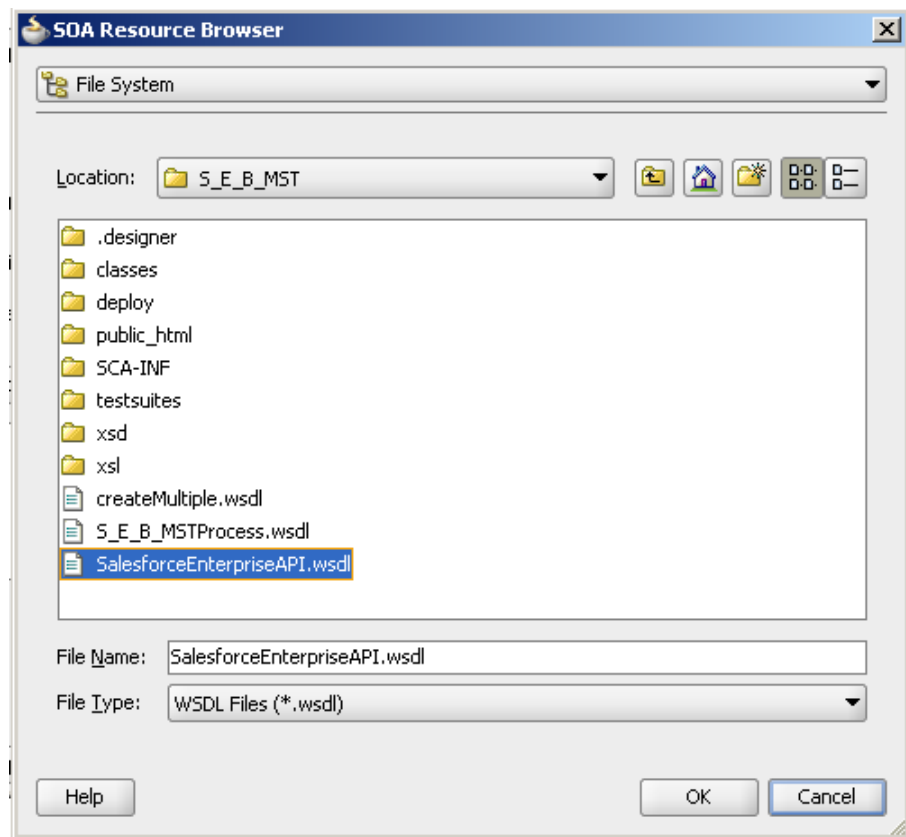 SOA Resource Browser
File System
Location: S_E_B_MST
.designer
classes
deploy
public_html
SCA-INF
testsuites
xsd
xsl
createMultiple.wsdl
S_E_B_MSTProcess.wsdl
SalesforceEnterpriseAPI.wsdl
File Name: SalesforceEnterpriseAPI.wsdl
File Type: WSDL Files (*.wsdl)
Help OK Cancel